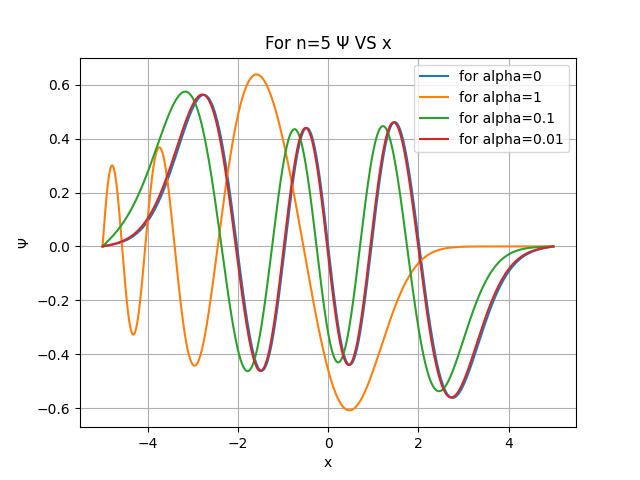 For n=5 Ψ VS x
for alpha=0
for alpha=1
for alpha=0.1
for alpha=0.01
0.6
0.4
0.2
0.0
−0.2
−0.4
−0.6
Ψ
−4 −2 0 2 4
x